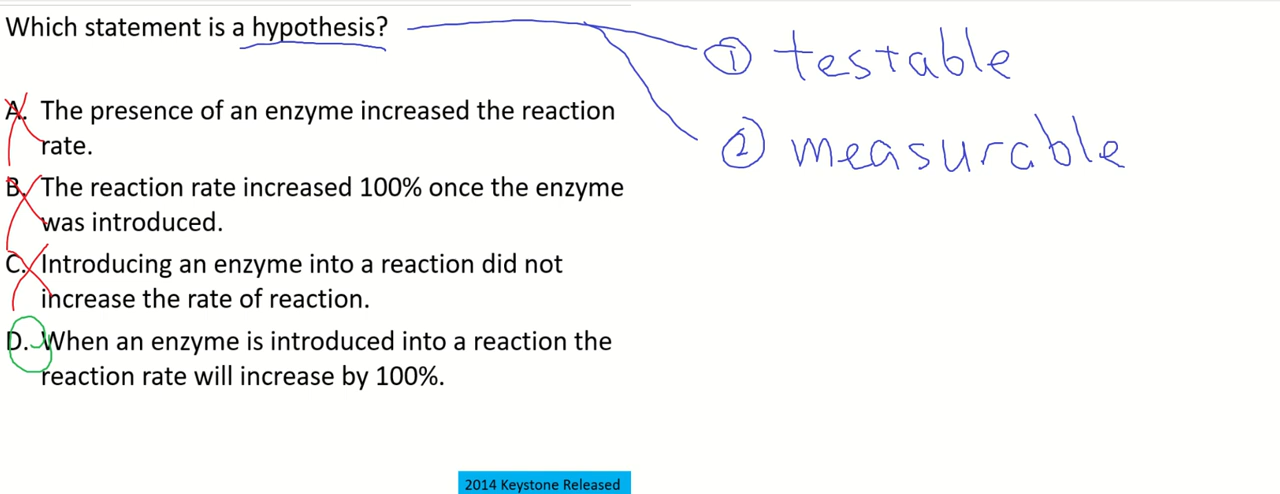 Which statement is a hypothesis?
① testable
A. The presence of an enzyme increased the reaction
rate.
② measurable
B. The reaction rate increased 100% once the enzyme
was introduced.
C. Introducing an enzyme into a reaction did not
increase the rate of reaction.
D. When an enzyme is introduced into a reaction the
reaction rate will increase by 100%.
2014 Keystone Released